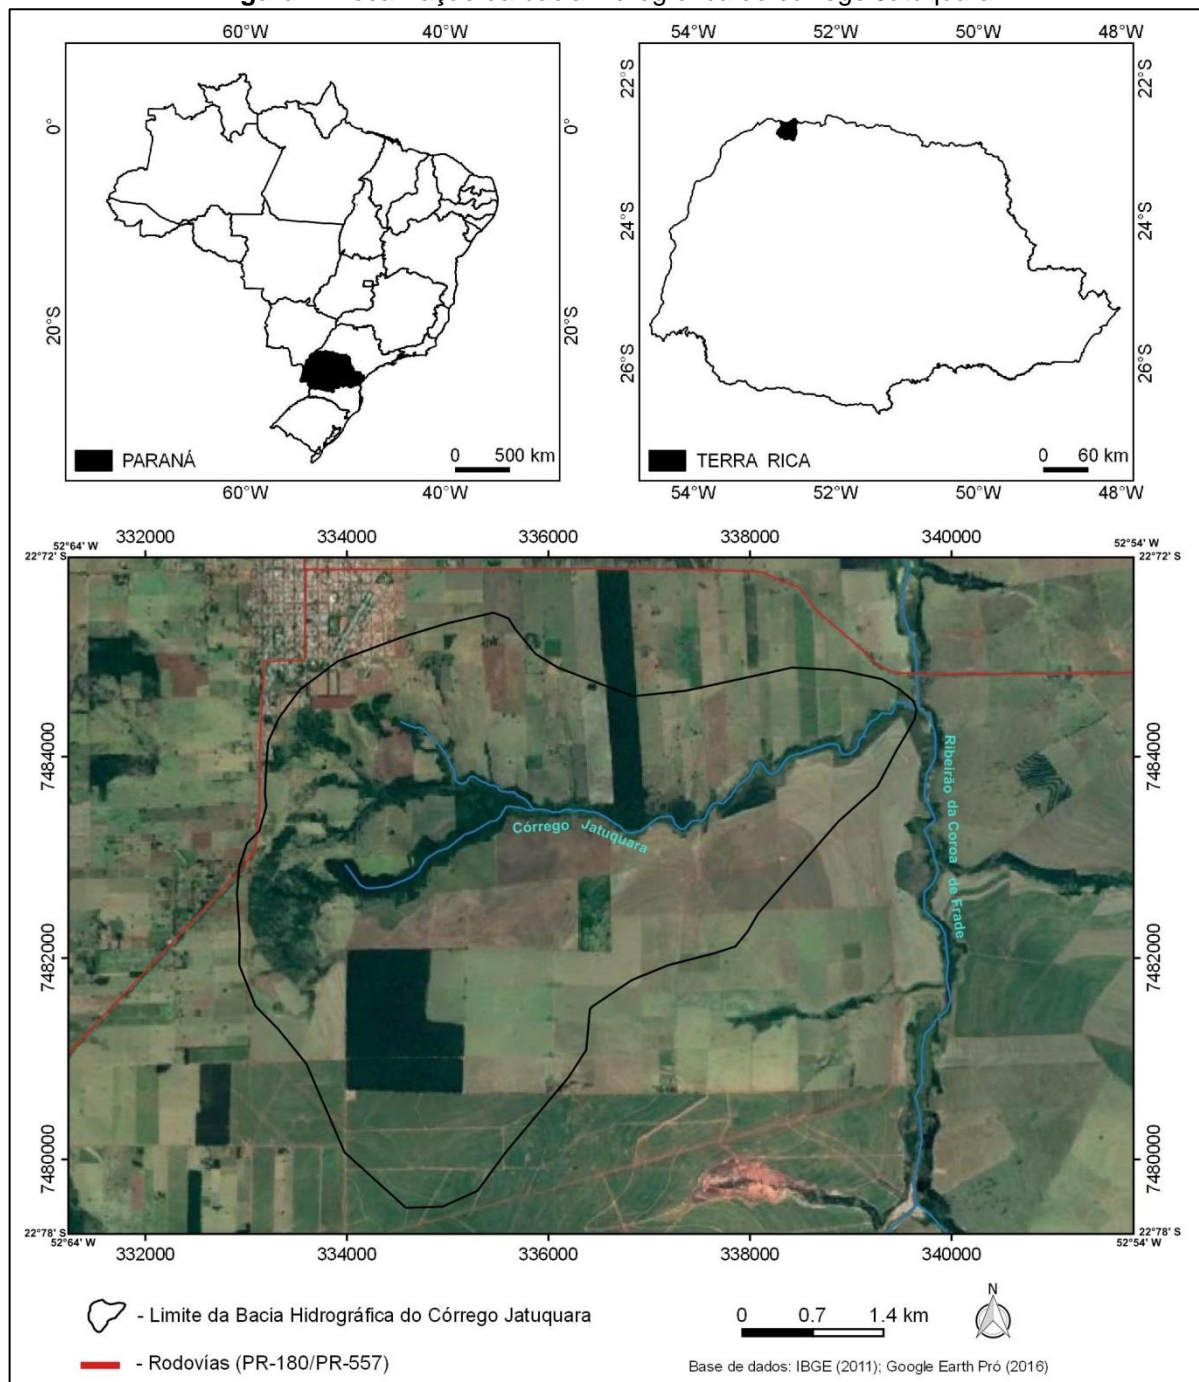 60°W 40°W
54°W 52°W 50°W 48°W
0° 0°
20°S 20°S
22°S 22°S
24°S 24°S
26°S 26°S
PARANÁ
0 500 km
TERRA RICA
0 60 km
60°W 40°W
54°W 52°W 50°W 48°W
332000 334000 336000 338000 340000
52°64' W 52°54' W
22°72' S 22°72' S
7484000 7484000
Córrego Jatuquara
Ribeirão da Coroa de Frade
7482000 7482000
7480000 7480000
22°78' S 22°78' S
52°64' W 52°54' W
332000 334000 336000 338000 340000
- Limite da Bacia Hidrográfica do Córrego Jatuquara
0 0.7 1.4 km
N
- Rodovías (PR-180/PR-557)
Base de dados: IBGE (2011); Google Earth Pró (2016)